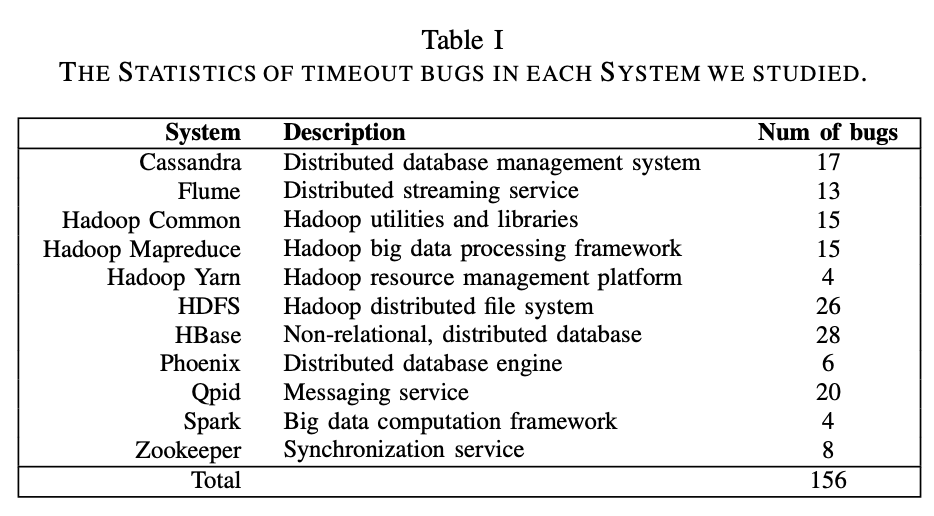 Table I
THE STATISTICS OF TIMEOUT BUGS IN EACH SYSTEM WE STUDIED.
System Description Num of bugs
Cassandra Distributed database management system 17
Flume Distributed streaming service 13
Hadoop Common Hadoop utilities and libraries 15
Hadoop Mapreduce Hadoop big data processing framework 15
Hadoop Yarn Hadoop resource management platform 4
HDFS Hadoop distributed file system 26
HBase Non-relational, distributed database 28
Phoenix Distributed database engine 6
Qpid Messaging service 20
Spark Big data computation framework 4
Zookeeper Synchronization service 8
Total 156